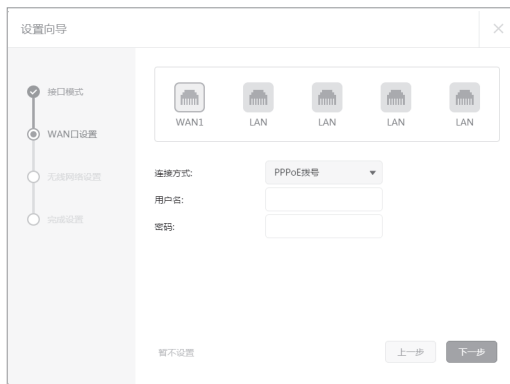 设置向导
接口模式
WAN口设置
无线网络设置
完成设置
WAN1
LAN
LAN
LAN
LAN
连接方式:
PPPoE拨号
用户名:
密码:
暂不设置
上一步
下一步